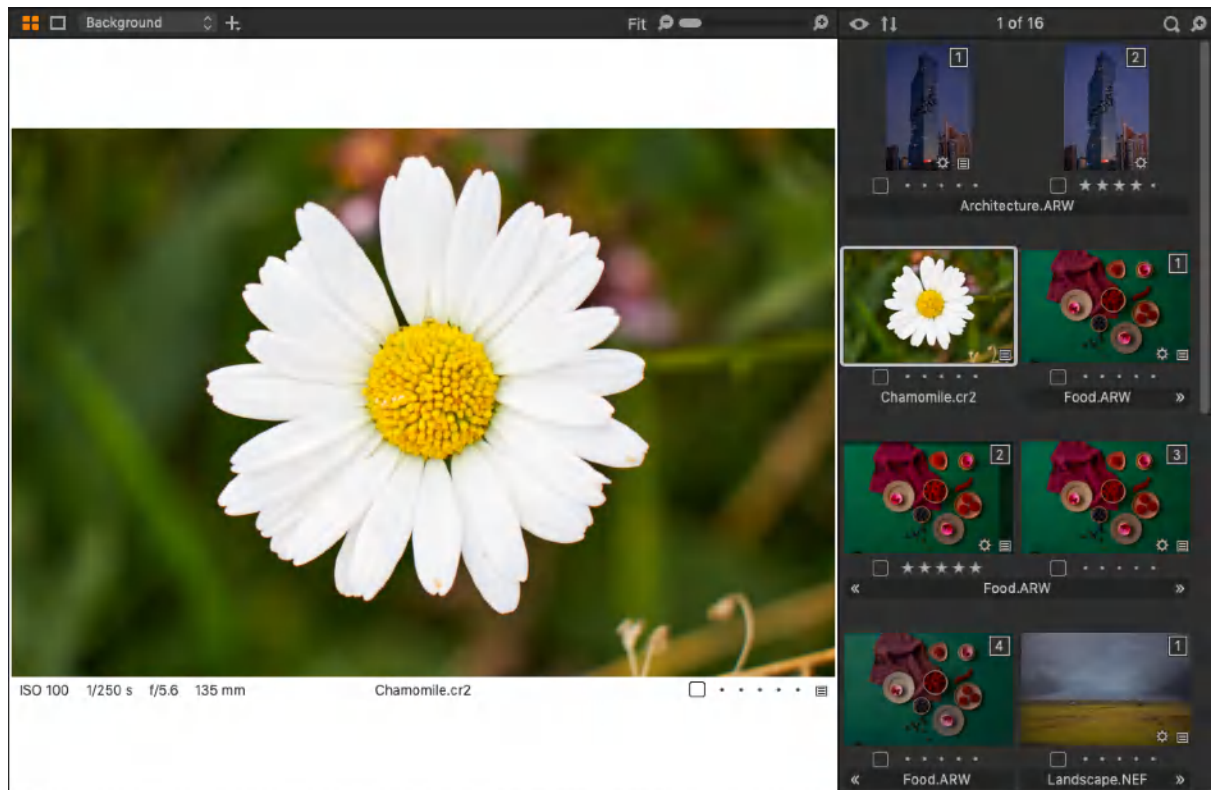 Background
Fit
1 of 16
1
2
Architecture.ARW
1
Chamomile.cr2
Food.ARW »
2
3
« Food.ARW »
4
1
« Food.ARW
Landscape.NEF »
ISO 100 1/250 s f/5.6 135 mm
Chamomile.cr2